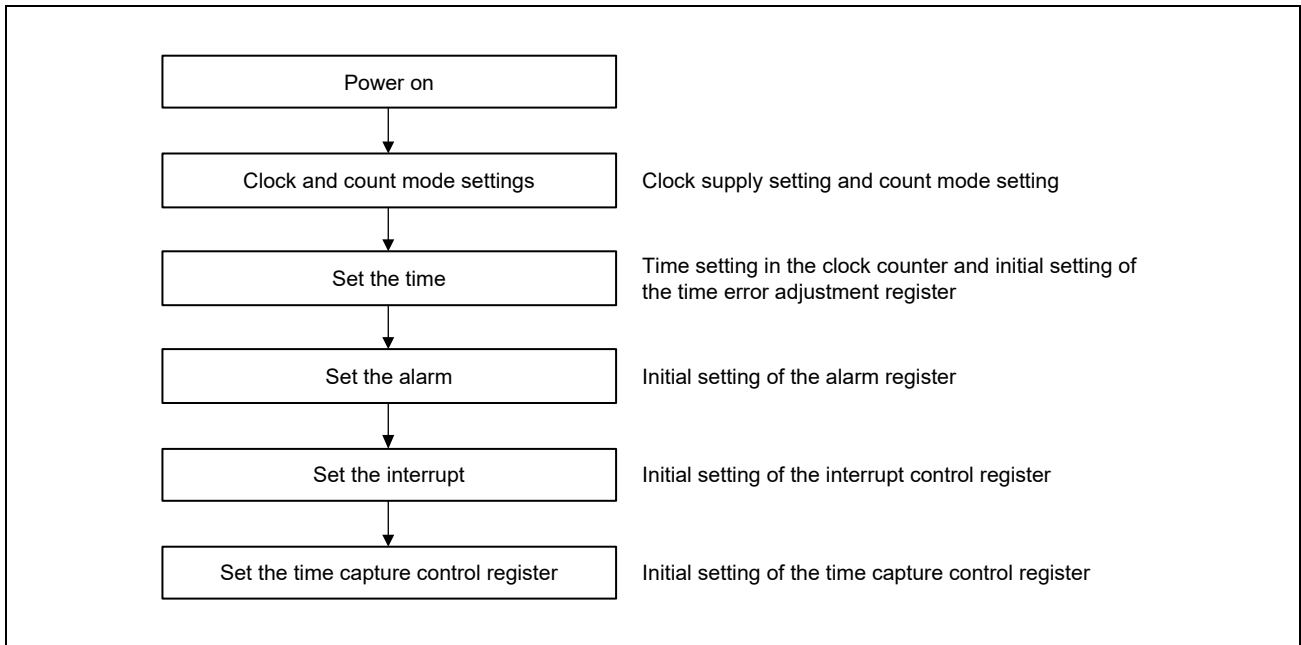 Power on
Clock and count mode settings
Clock supply setting and count mode setting
Set the time
Time setting in the clock counter and initial setting of
the time error adjustment register
Set the alarm
Initial setting of the alarm register
Set the interrupt
Initial setting of the interrupt control register
Set the time capture control register
Initial setting of the time capture control register